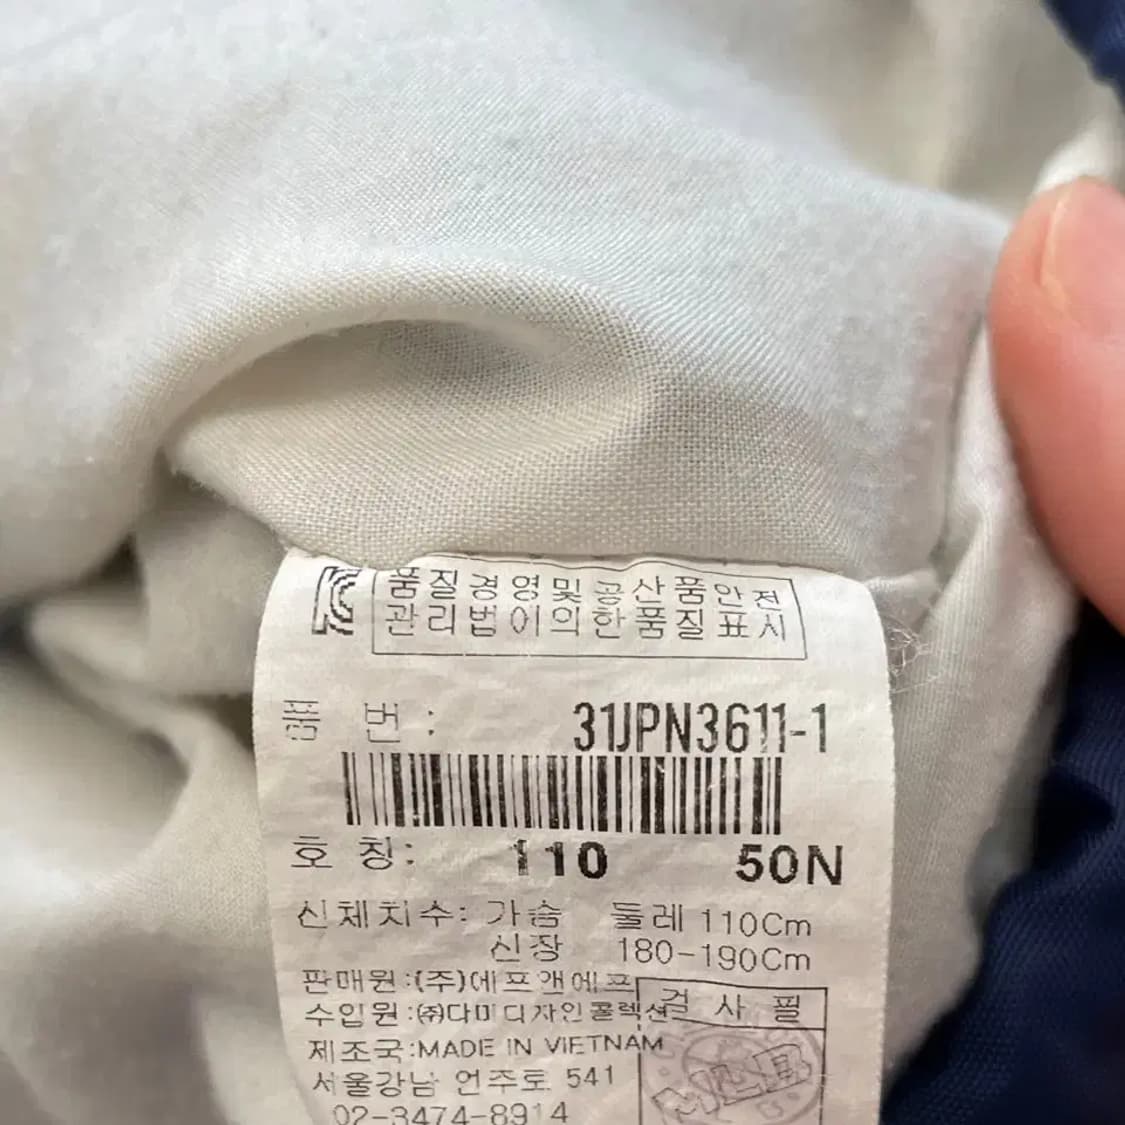 품질경영및공산품안전
관리법에의한품질표시
품 번 : 31JPN3611-1
호 칭: 110 50N
신체치수: 가슴 둘레 110Cm
신장 180-190Cm
판매원:(주)에프앤에프
수입원:㈜다미디자인콜렉션
검 사 필
제조국:MADE IN VIETNAM
MLB
서울강남 언주로 541
02-3474-8914